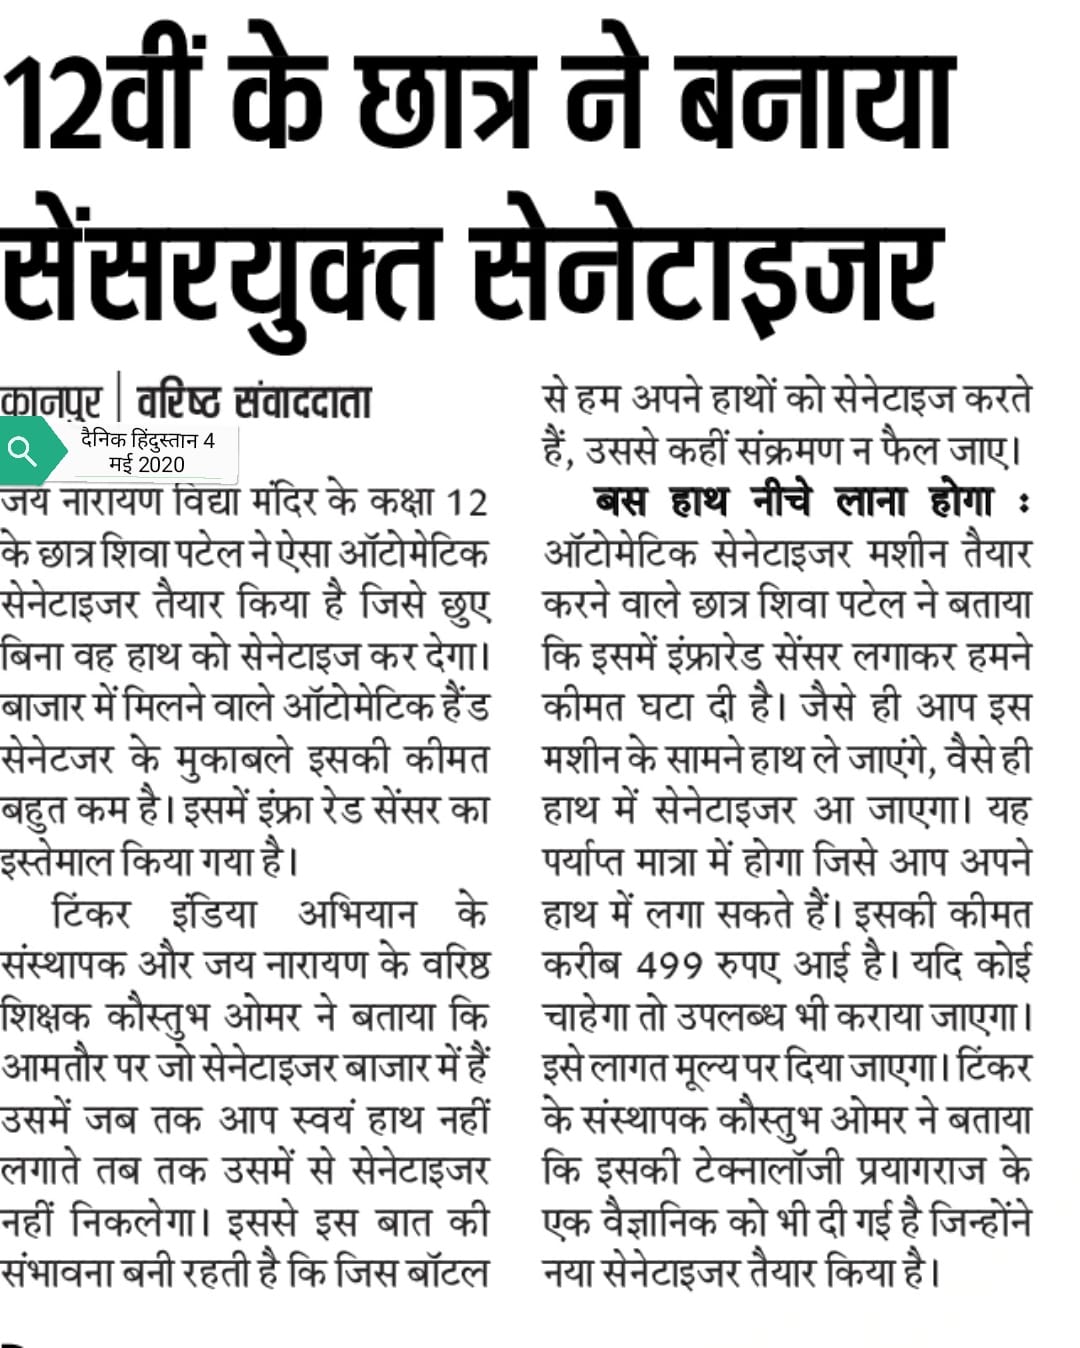 12वीं के छात्र ने बनाया
सेंसरयुक्त सेनेटाइजर
कानपुर | वरिष्ठ संवाददाता
दैनिक हिंदुस्तान 4
मई 2020
जय नारायण विद्या मंदिर के कक्षा 12
के छात्र शिवा पटेल ने ऐसा ऑटोमेटिक
सेनेटाइजर तैयार किया है जिसे छुए
बिना वह हाथ को सेनेटाइज कर देगा।
बाजार में मिलने वाले ऑटोमेटिक हैंड
सेनेटजर के मुकाबले इसकी कीमत
बहुत कम है। इसमें इंफ्रा रेड सेंसर का
इस्तेमाल किया गया है।
टिंकर इंडिया अभियान के
संस्थापक और जय नारायण के वरिष्ठ
शिक्षक कौस्तुभ ओमर ने बताया कि
आमतौर पर जो सेनेटाइजर बाजार में हैं
उसमें जब तक आप स्वयं हाथ नहीं
लगाते तब तक उसमें से सेनेटाइजर
नहीं निकलेगा। इससे इस बात की
संभावना बनी रहती है कि जिस बॉटल
से हम अपने हाथों को सेनेटाइज करते
हैं, उससे कहीं संक्रमण न फैल जाए।
बस हाथ नीचे लाना होगा :
ऑटोमेटिक सेनेटाइजर मशीन तैयार
करने वाले छात्र शिवा पटेल ने बताया
कि इसमें इंफ्रारेड सेंसर लगाकर हमने
कीमत घटा दी है। जैसे ही आप इस
मशीन के सामने हाथ ले जाएंगे, वैसे ही
हाथ में सेनेटाइजर आ जाएगा। यह
पर्याप्त मात्रा में होगा जिसे आप अपने
हाथ में लगा सकते हैं। इसकी कीमत
करीब 499 रुपए आई है। यदि कोई
चाहेगा तो उपलब्ध भी कराया जाएगा।
इसे लागत मूल्य पर दिया जाएगा। टिंकर
के संस्थापक कौस्तुभ ओमर ने बताया
कि इसकी टेक्नालॉजी प्रयागराज के
एक वैज्ञानिक को भी दी गई है जिन्होंने
नया सेनेटाइजर तैयार किया है।